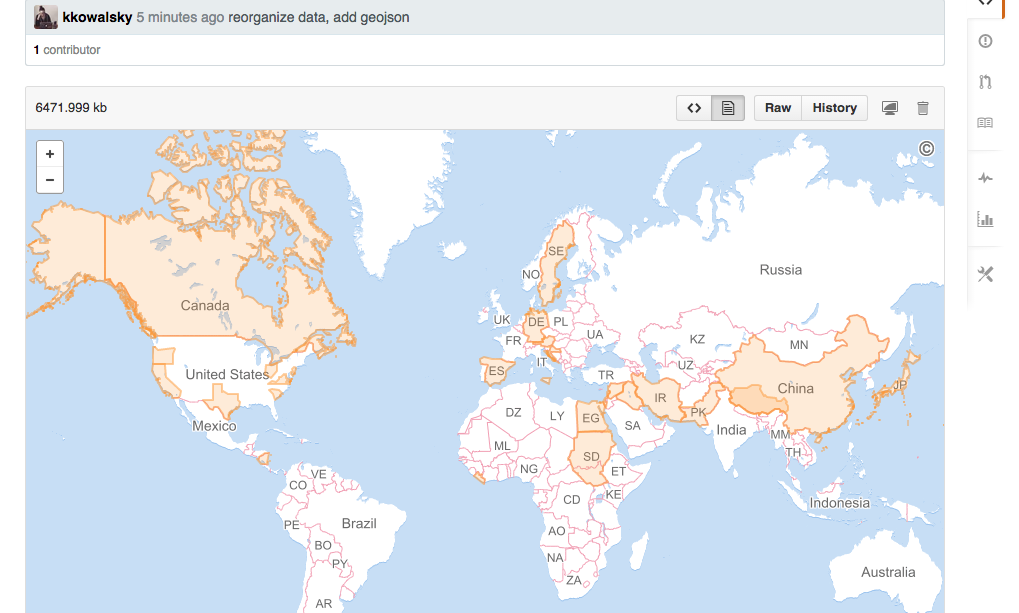 kkowalsky 5 minutes ago reorganize data, add geojson
1 contributor
6471.999 kb
Raw History
+
©
−
SE
NO
Russia
Canada
UK DE PL
UA
FR
KZ
MN
IT
UZ
ES
TR
United States
China
JP
IR
PK
DZ LY EG
SA
Mexico
India
MM
ML
TH
SD
NG
ET
VE
CO
KE
CD
Indonesia
PE
Brazil
AO
BO
NA
PY
Australia
ZA
AR